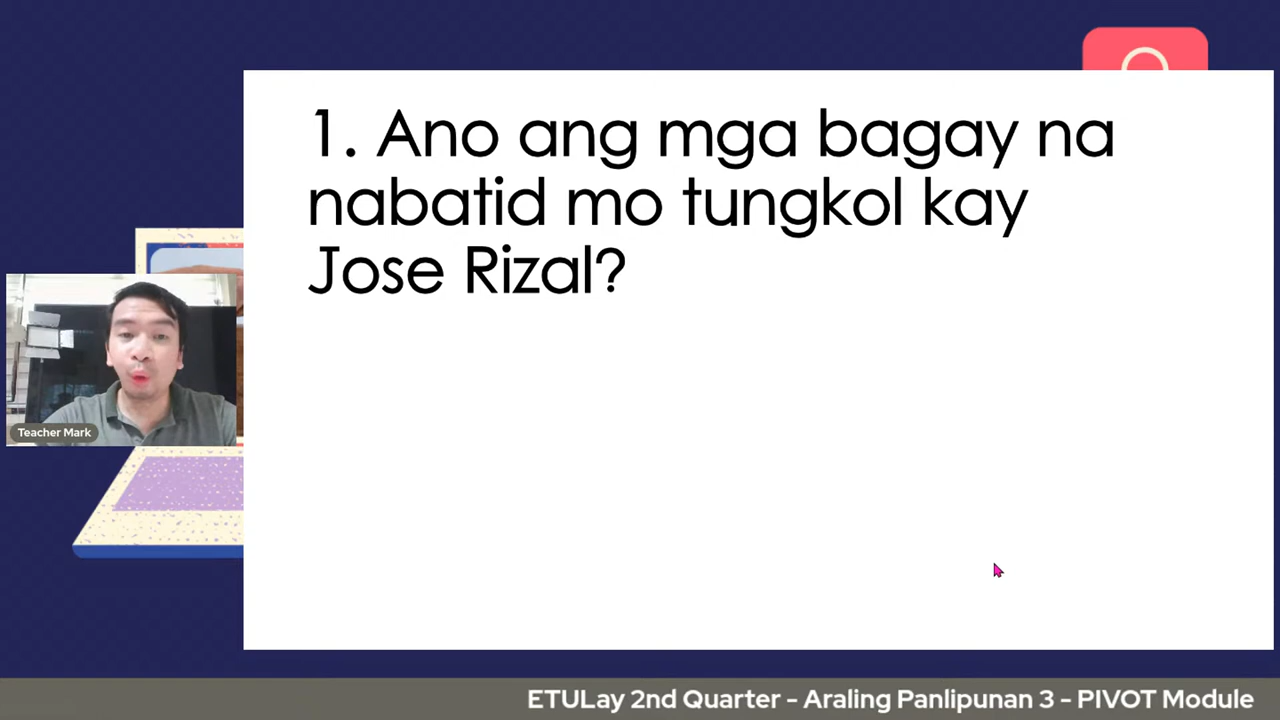 1. Ano ang mga bagay na
nabatid mo tungkol kay
Jose Rizal?
Teacher Mark
ETULay 2nd Quarter - Araling Panlipunan 3 - PIVOT Module